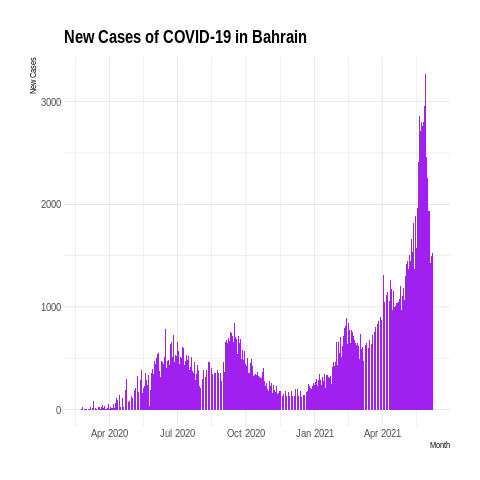 New Cases of COVID-19 in Bahrain
New Cases
3000
2000
1000
0
Apr 2020 Jul 2020 Oct 2020 Jan 2021 Apr 2021
Month